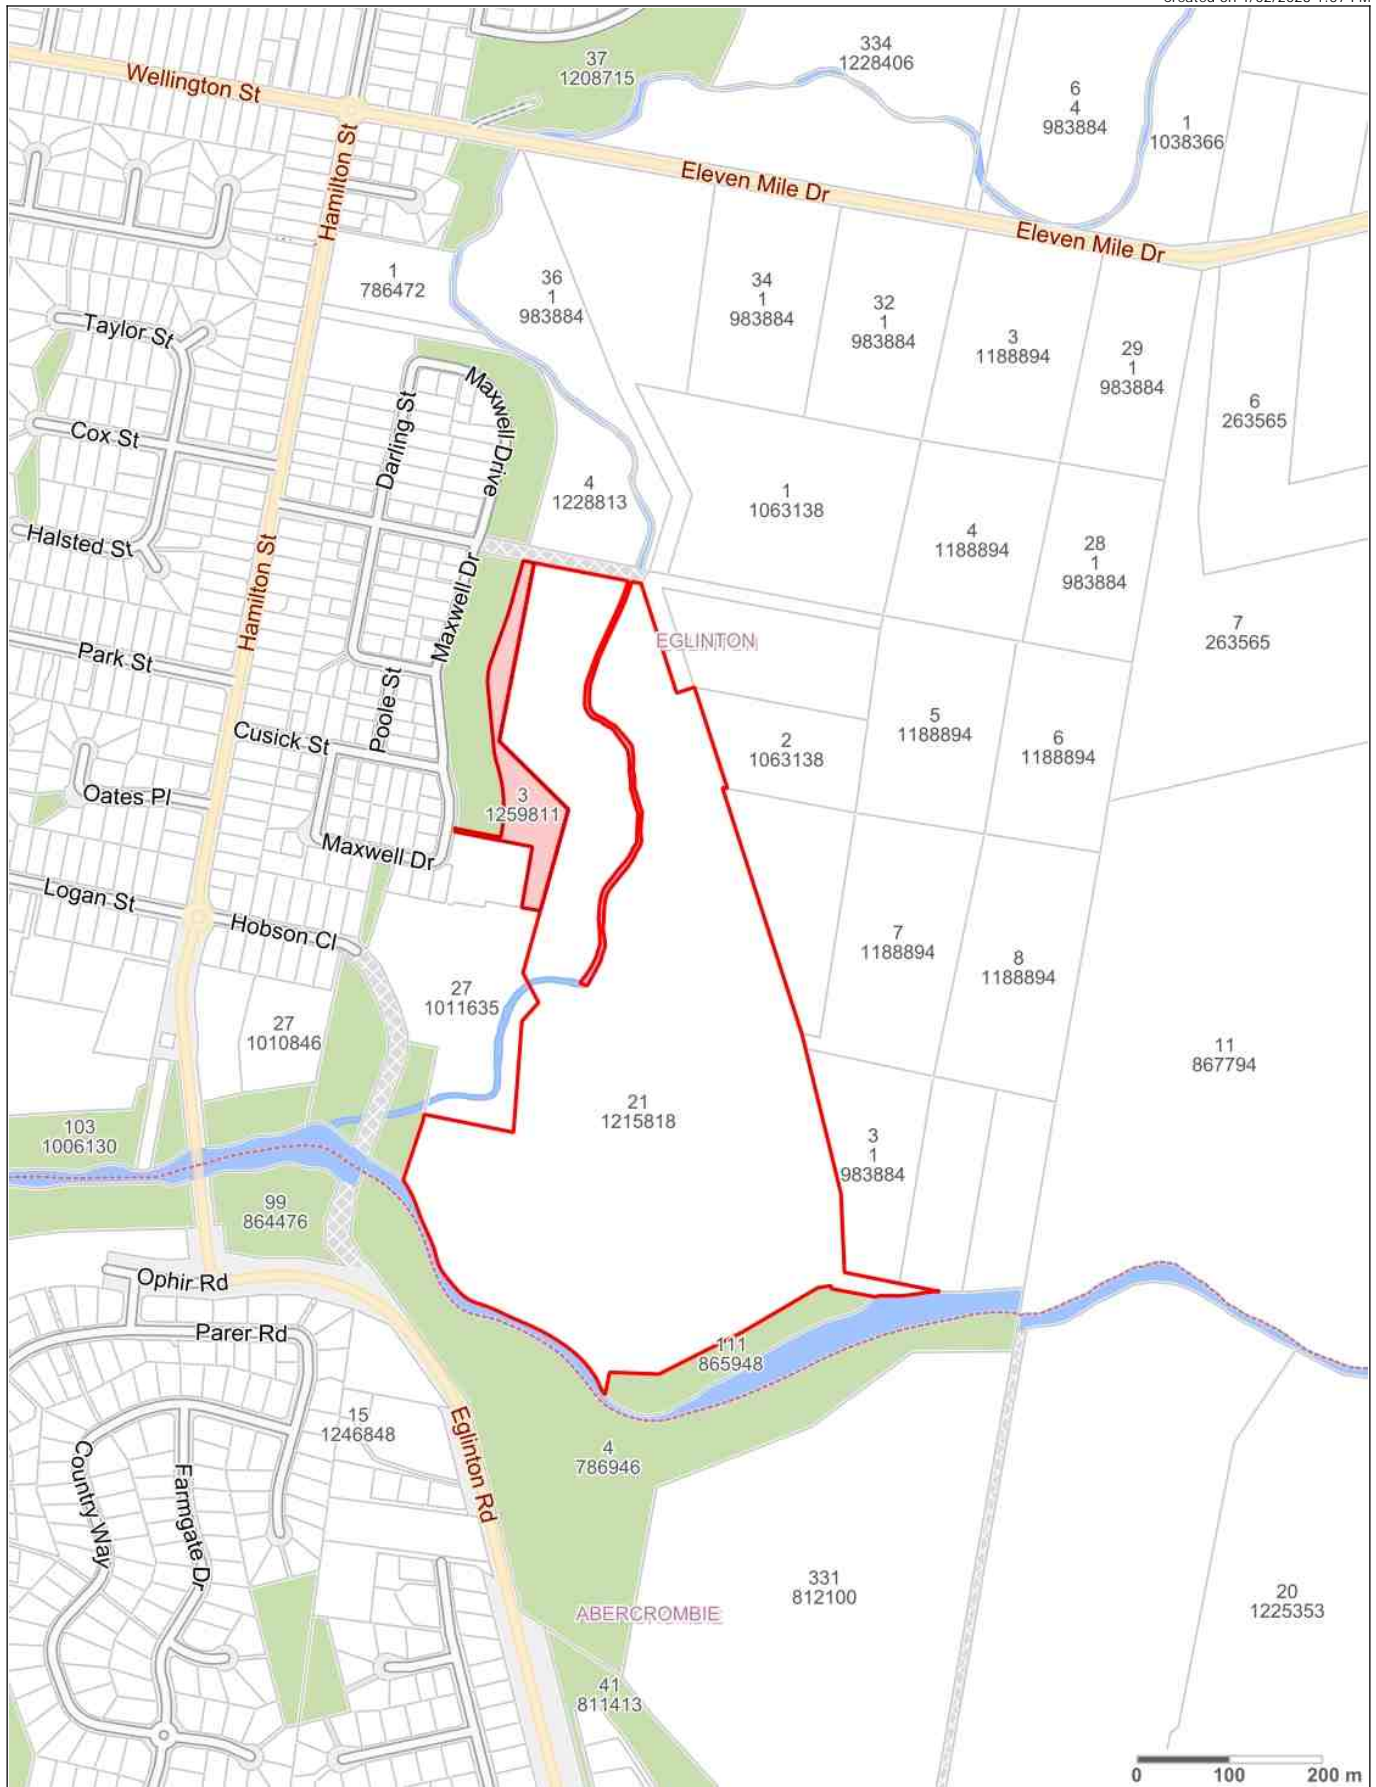 37
1208715
334
1228406
6
4
983884
1
1038366
Wellington St
Hamilton St
Eleven Mile Dr
Eleven Mile Dr
1
786472
36
1
983884
34
1
983884
32
1
983884
3
1188894
29
1
983884
6
263565
Taylor St
Maxwell Drive
Darling St
Cox St
4
1228813
1
1063138
4
1188894
28
1
983884
Halsted St
Hamilton St
Maxwell Dr
EGLINTON
7
263565
Park St
Poole St
Cusick St
2
1063138
5
1188894
6
1188894
Oates Pl
3
1259811
Maxwell Dr
Logan St
Hobson Cl
7
1188894
8
1188894
27
1011635
27
1010846
11
867794
21
1215818
103
1006130
3
1
983884
99
864476
Ophir Rd
Parer Rd
111
865948
15
1246848
Eglinton Rd
4
786946
Country Way
Farmgate Dr
331
812100
20
1225353
ABERCROMBIE
41
811413
0 100 200 m